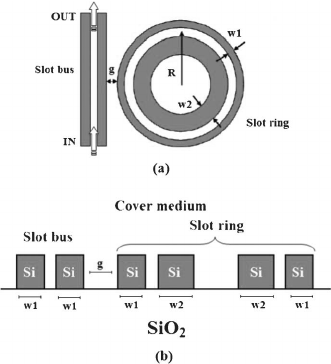 OUT
w1
Slot bus
g
R
w2
Slot ring
IN
(a)
Cover medium
Slot bus
Slot ring
g
Si Si Si Si Si Si
w1 w1 w1 w2 w2 w1
SiO₂
(b)